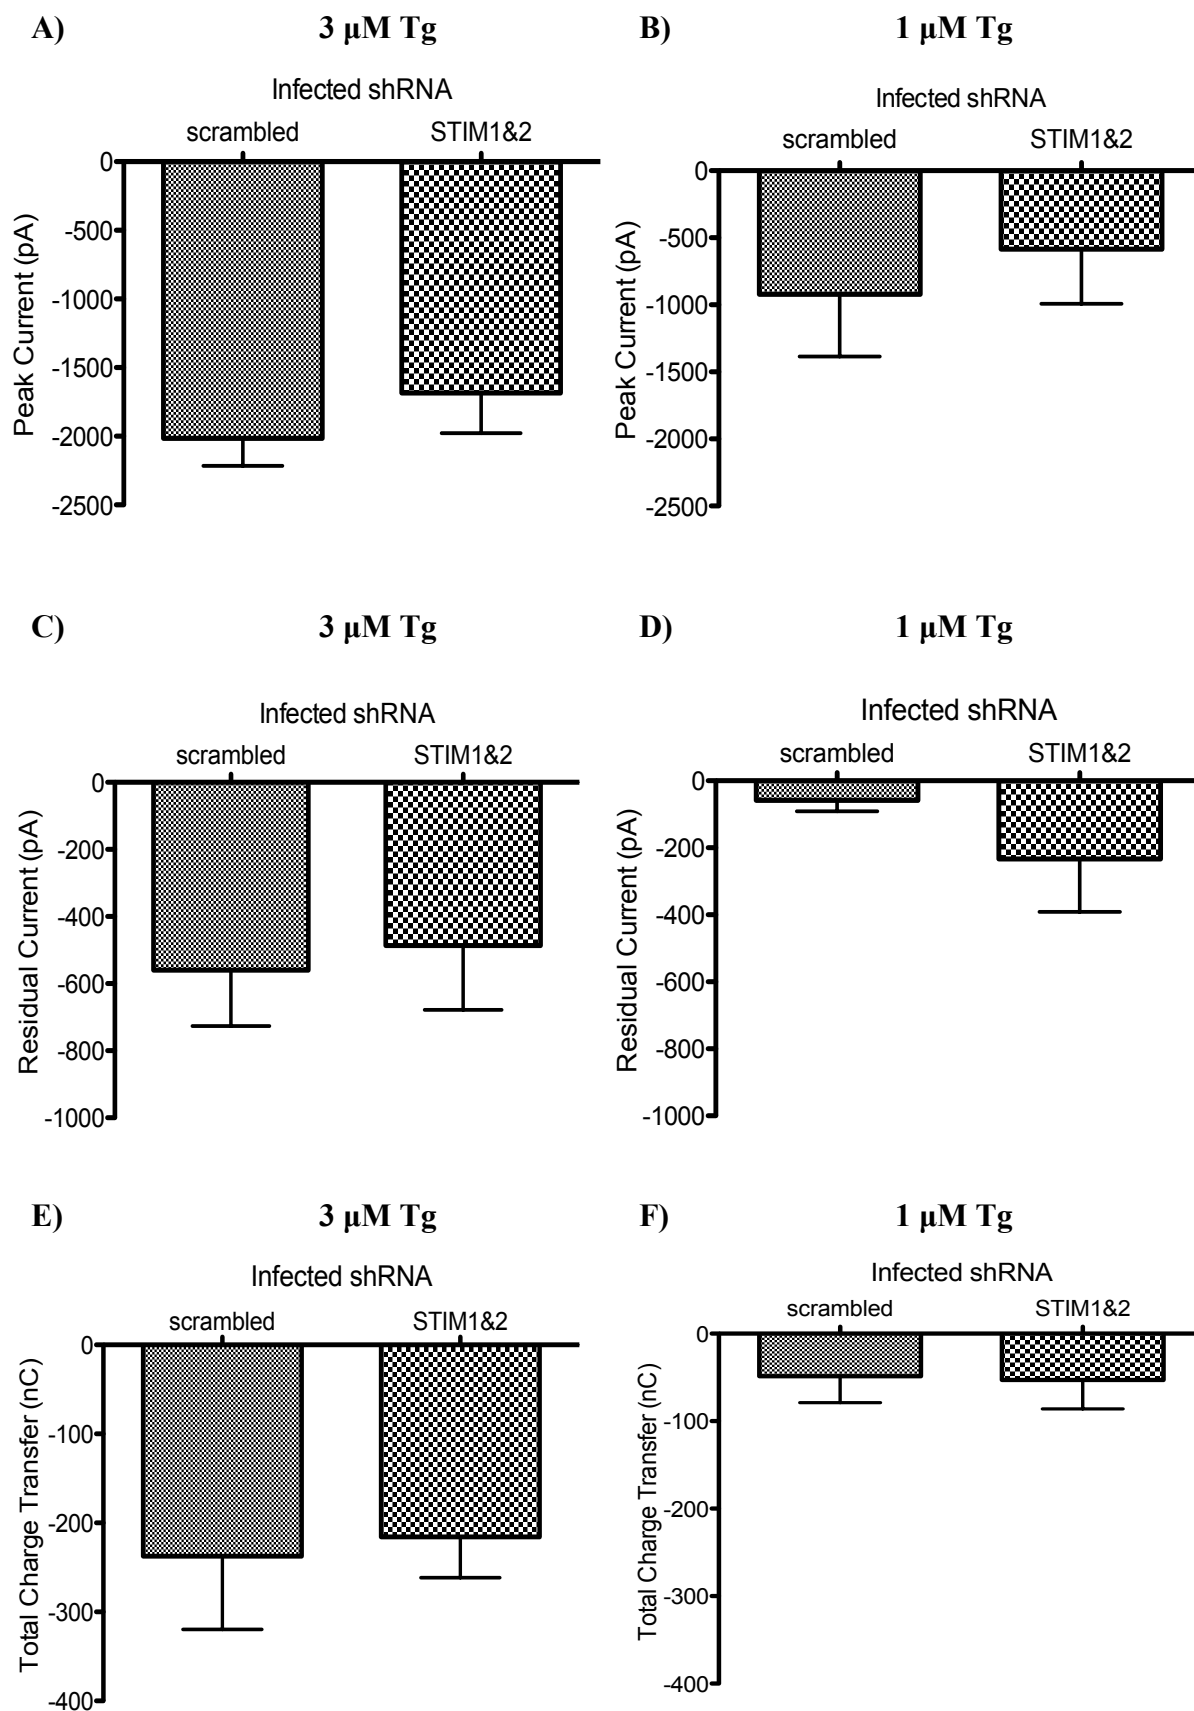 A) 3 μM Tg
Infected shRNA
scrambled STIM1&2
Peak Current (pA)
0
-500
-1000
-1500
-2000
-2500
B) 1 μM Tg
Infected shRNA
scrambled STIM1&2
Peak Current (pA)
0
-500
-1000
-1500
-2000
-2500
C) 3 μM Tg
Infected shRNA
scrambled STIM1&2
Residual Current (pA)
0
-200
-400
-600
-800
-1000
D) 1 μM Tg
Infected shRNA
scrambled STIM1&2
Residual Current (pA)
0
-200
-400
-600
-800
-1000
E) 3 μM Tg
Infected shRNA
scrambled STIM1&2
Total Charge Transfer (nC)
0
-100
-200
-300
-400
F) 1 μM Tg
Infected shRNA
scrambled STIM1&2
Total Charge Transfer (nC)
0
-100
-200
-300
-400